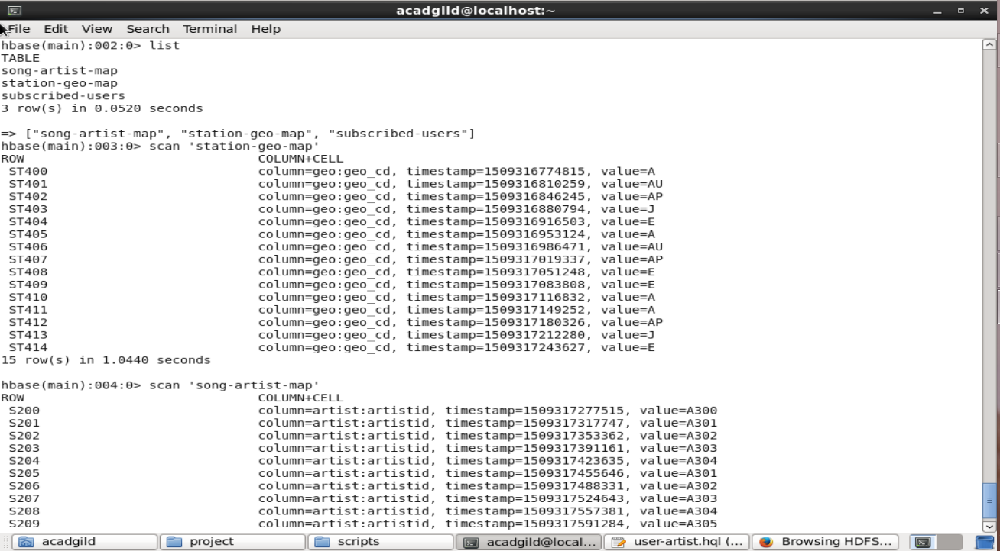 acadgild@localhost:~
File Edit View Search Terminal Help
hbase(main):002:0> list
TABLE
song-artist-map
station-geo-map
subscribed-users
3 row(s) in 0.0520 seconds
=> ["song-artist-map", "station-geo-map", "subscribed-users"]
hbase(main):003:0> scan 'station-geo-map'
ROW COLUMN+CELL
ST400 column=geo:geo_cd, timestamp=1509316774815, value=A
ST401 column=geo:geo_cd, timestamp=1509316810259, value=AU
ST402 column=geo:geo_cd, timestamp=1509316846245, value=AP
ST403 column=geo:geo_cd, timestamp=1509316880794, value=J
ST404 column=geo:geo_cd, timestamp=1509316916503, value=E
ST405 column=geo:geo_cd, timestamp=1509316953124, value=A
ST406 column=geo:geo_cd, timestamp=1509316986471, value=AU
ST407 column=geo:geo_cd, timestamp=1509317019337, value=AP
ST408 column=geo:geo_cd, timestamp=1509317051248, value=E
ST409 column=geo:geo_cd, timestamp=1509317083808, value=E
ST410 column=geo:geo_cd, timestamp=1509317116832, value=A
ST411 column=geo:geo_cd, timestamp=1509317149252, value=A
ST412 column=geo:geo_cd, timestamp=1509317180326, value=AP
ST413 column=geo:geo_cd, timestamp=1509317212280, value=J
ST414 column=geo:geo_cd, timestamp=1509317243627, value=E
15 row(s) in 1.0440 seconds
hbase(main):004:0> scan 'song-artist-map'
ROW COLUMN+CELL
S200 column=artist:artistid, timestamp=1509317277515, value=A300
S201 column=artist:artistid, timestamp=1509317317747, value=A301
S202 column=artist:artistid, timestamp=1509317353362, value=A302
S203 column=artist:artistid, timestamp=1509317391161, value=A303
S204 column=artist:artistid, timestamp=1509317423635, value=A304
S205 column=artist:artistid, timestamp=1509317455646, value=A301
S206 column=artist:artistid, timestamp=1509317488331, value=A302
S207 column=artist:artistid, timestamp=1509317524643, value=A303
S208 column=artist:artistid, timestamp=1509317557381, value=A304
S209 column=artist:artistid, timestamp=1509317591284, value=A305
acadgild project scripts acadgild@local... user-artist.hql (... Browsing HDFS...